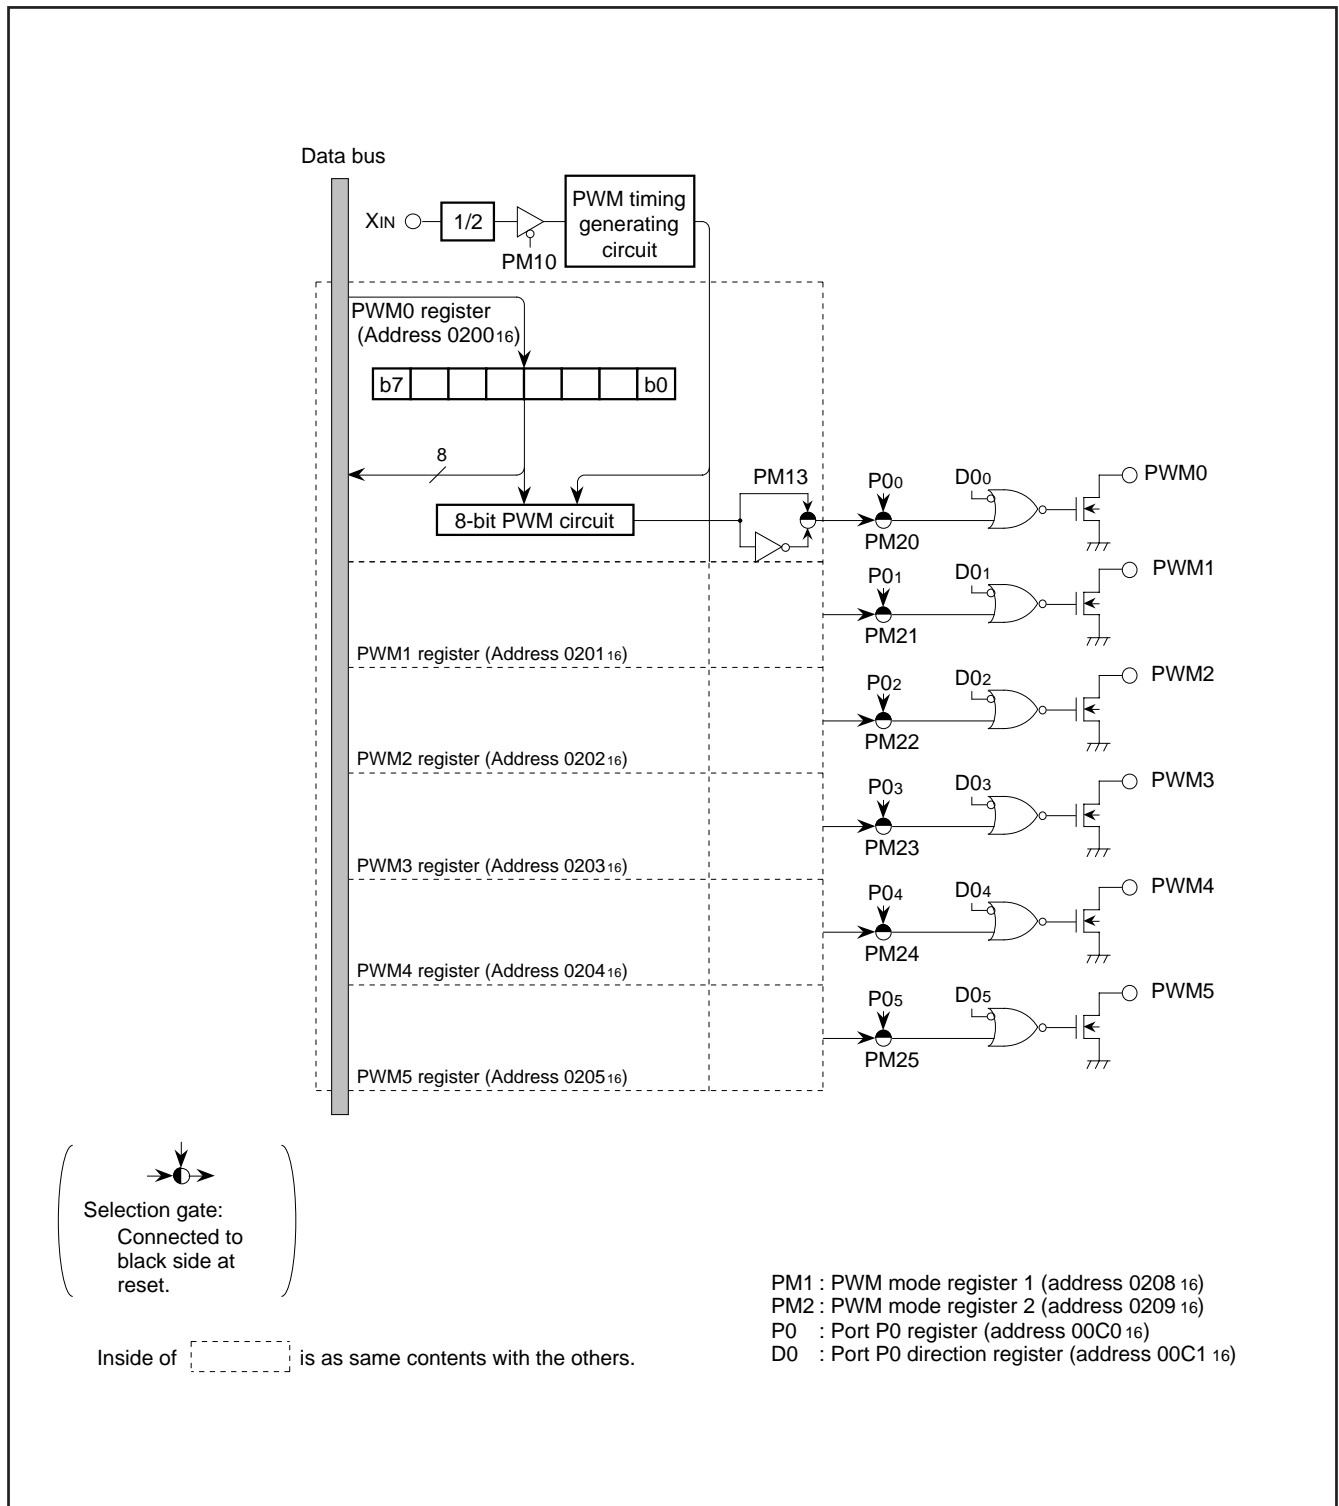 Data bus
XIN
1/2
PM10
PWM timing
generating
circuit
PWM0 register
(Address 020016)
b7
b0
8
8-bit PWM circuit
PM13
P00
PM20
D00
PWM0
P01
PM21
D01
PWM1
PWM1 register (Address 020116)
P02
PM22
D02
PWM2
PWM2 register (Address 020216)
P03
PM23
D03
PWM3
PWM3 register (Address 020316)
P04
PM24
D04
PWM4
PWM4 register (Address 020416)
P05
PM25
D05
PWM5
PWM5 register (Address 020516)
Selection gate:
Connected to
black side at
reset.
Inside of is as same contents with the others.
PM1 : PWM mode register 1 (address 0208 16)
PM2 : PWM mode register 2 (address 0209 16)
P0 : Port P0 register (address 00C0 16)
D0 : Port P0 direction register (address 00C1 16)